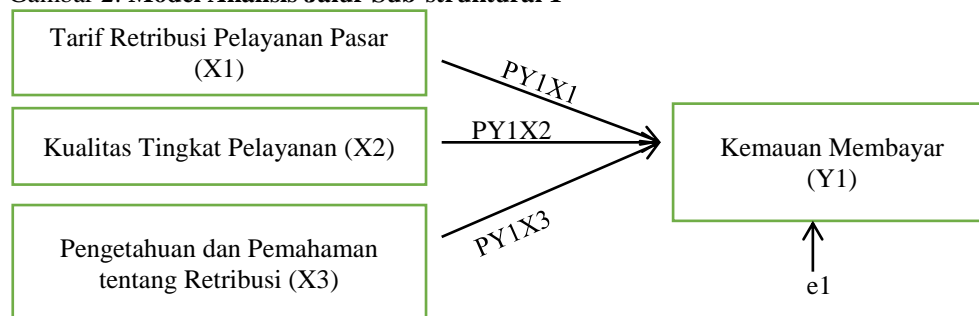 Gambar 2. Model Analisis Jalur Sub-struktural 1
Tarif Retribusi Pelayanan Pasar
(X1)
PY1X1
Kualitas Tingkat Pelayanan (X2)
PY1X2
Kemauan Membayar
(Y1)
Pengetahuan dan Pemahaman
tentang Retribusi (X3)
PY1X3
e1